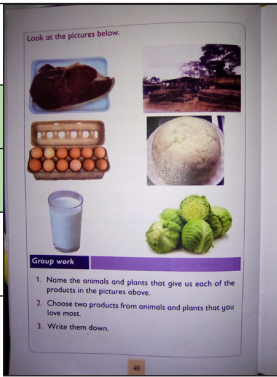 Look at the pictures below.
Group work
1. Name the animals and plants that give us each of the
products in the pictures above.
2. Choose two products from animals and plants that you
love most.
3. Write them down.